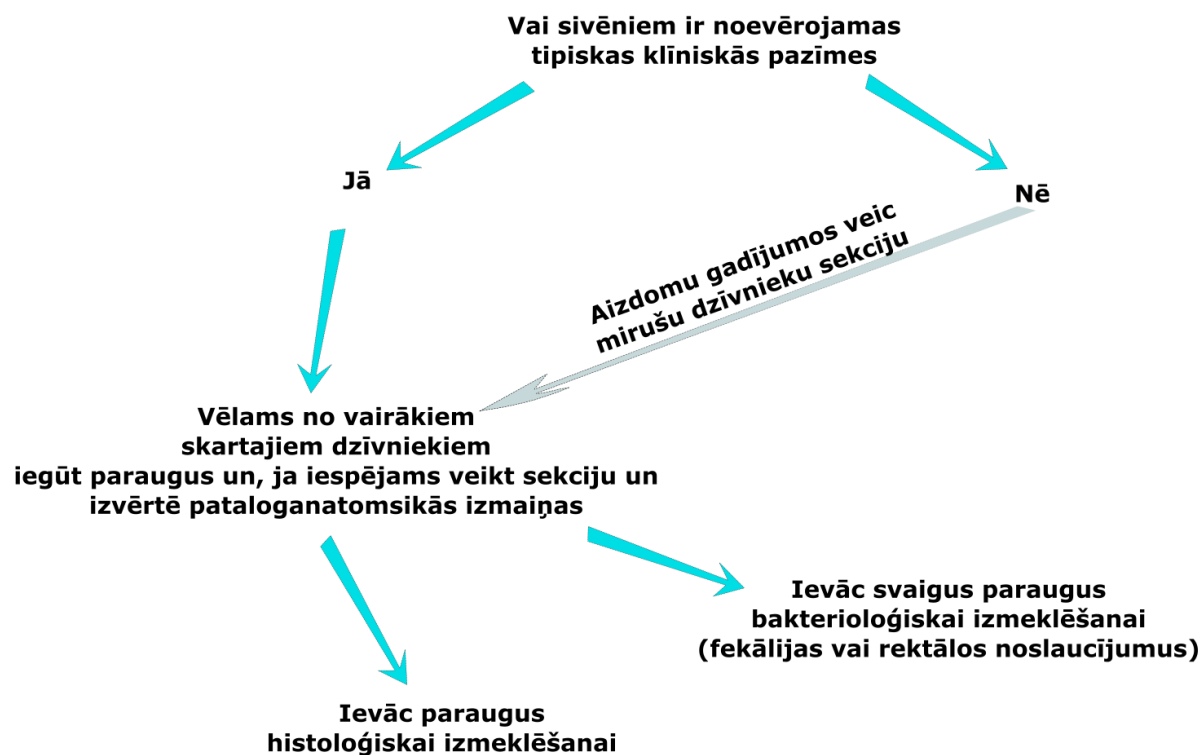 Vai sivēniem ir noevērojamas
tipiskas klīniskās pazīmes
Jā
Nē
Aizdomu gadījumos veic
mirušu dzīvnieku sekciju
Vēlams no vairākiem
skartajiem dzīvniekiem
iegūt paraugus un, ja iespējams veikt sekciju un
izvērtē pataloganatomsikās izmaiņas
Ievāc svaigus paraugus
bakterioloģiskai izmeklēšanai
(fekālijas vai rektālos noslaucījumus)
Ievāc paraugus
histoloģiskai izmeklēšanai